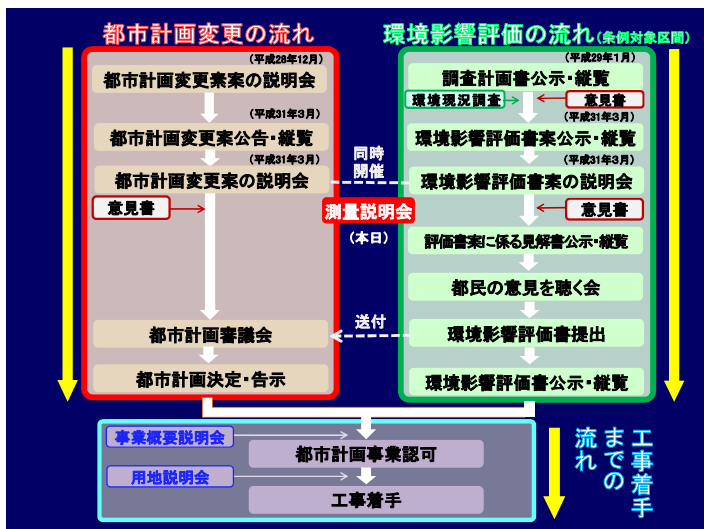 都市計画変更の流れ
(平成28年12月)
都市計画変更素案の説明会
(平成31年3月)
都市計画変更案公告・縦覧
(平成31年3月)
都市計画変更案の説明会
意見書
都市計画審議会
都市計画決定・告示
同時
開催
測量説明会
(本日)
送付
環境影響評価の流れ(条例対象区間)
(平成29年1月)
調査計画書公示・縦覧
環境現況調査
意見書
(平成31年3月)
環境影響評価書案公示・縦覧
(平成31年3月)
環境影響評価書案の説明会
意見書
評価書案に係る見解書公示・縦覧
都民の意見を聴く会
環境影響評価書提出
環境影響評価書公示・縦覧
事業概要説明会
都市計画事業認可
用地説明会
工事着手
工事着手
までの
流れ